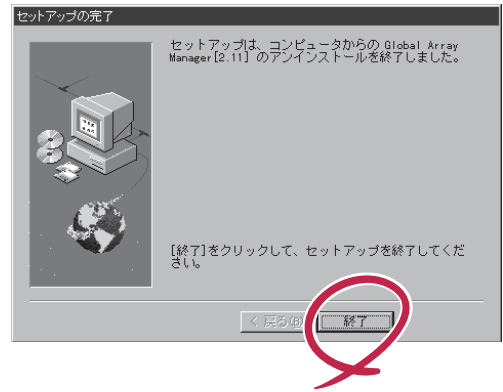 セットアップの完了
セットアップは、コンピュータからの Global Array
Manager[2.11] のアンインストールを終了しました。
[終了]をクリックして、セットアップを終了してくだ
さい。
< 戻る(B)
終了